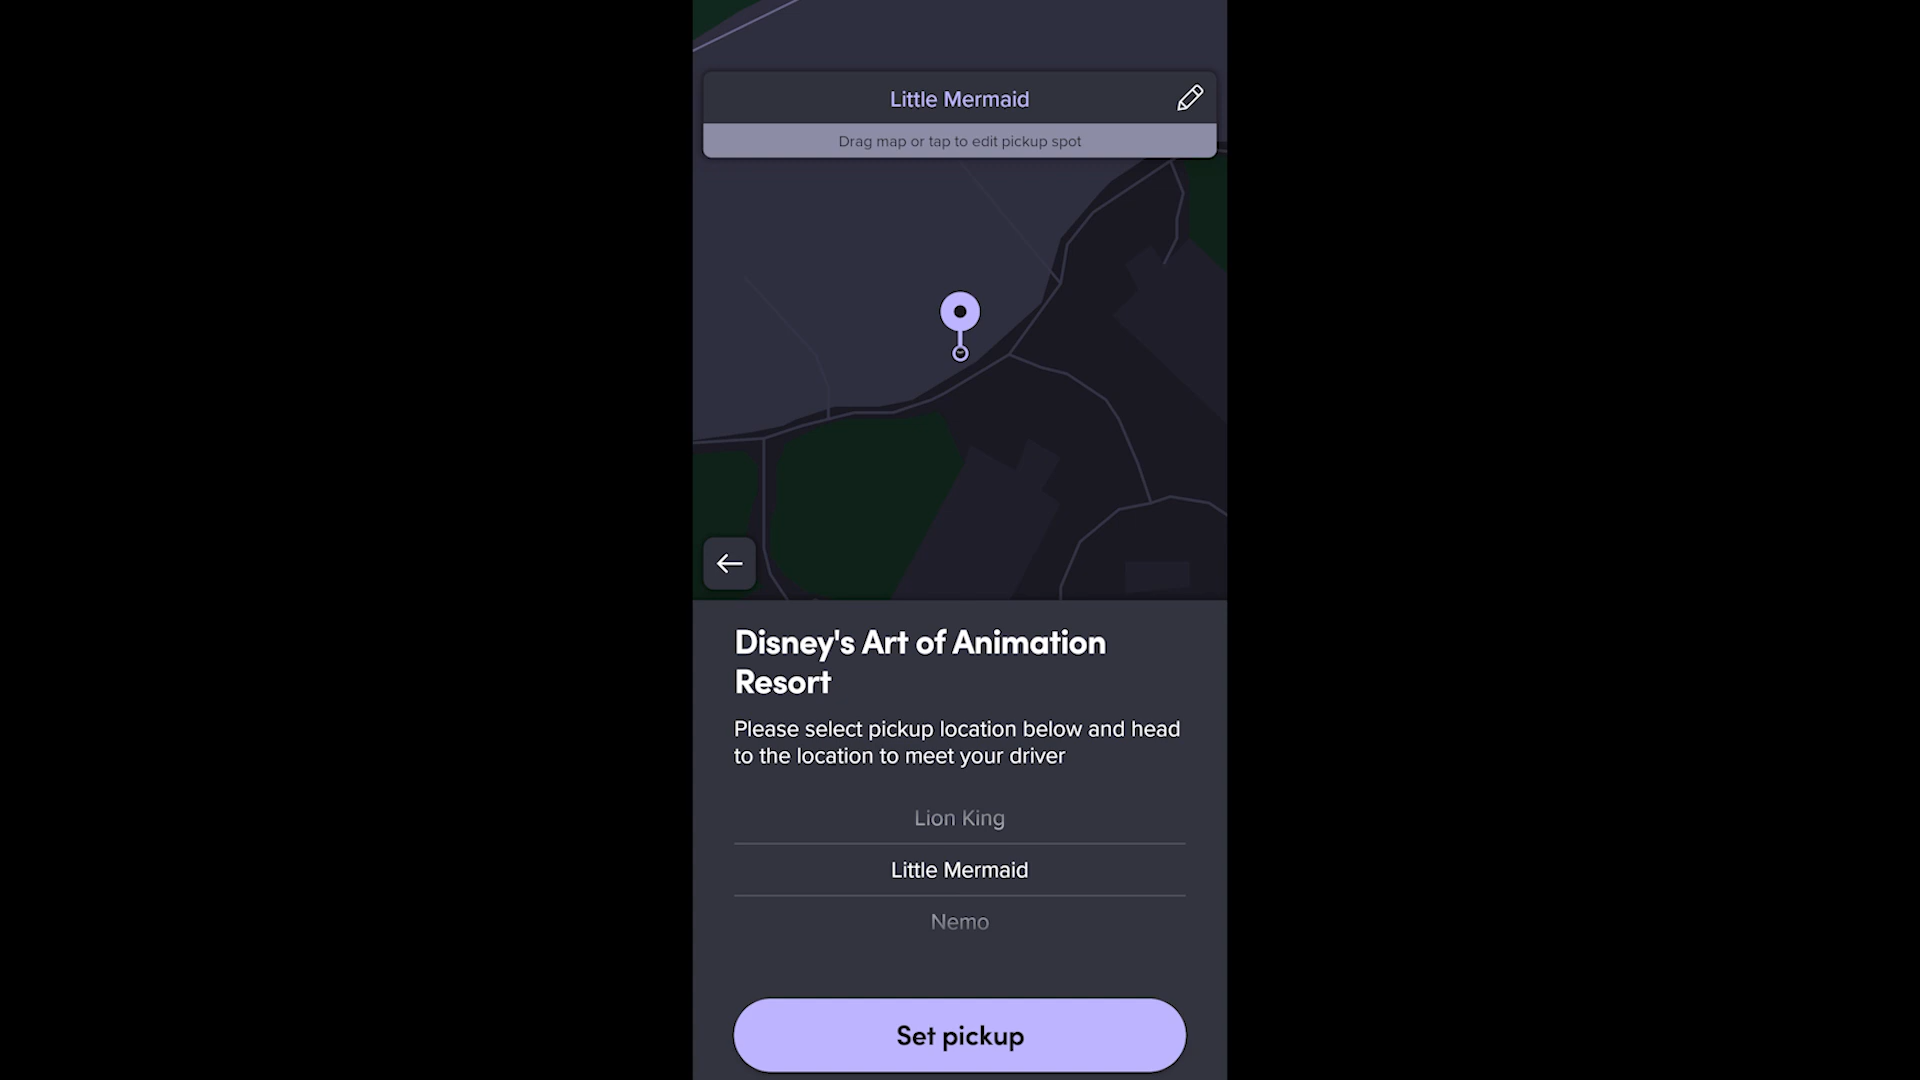 Little Mermaid
Drag map or tap to edit pickup spot
Disney's Art of Animation
Resort
Please select pickup location below and head
to the location to meet your driver
Lion King
Little Mermaid
Nemo
Set pickup